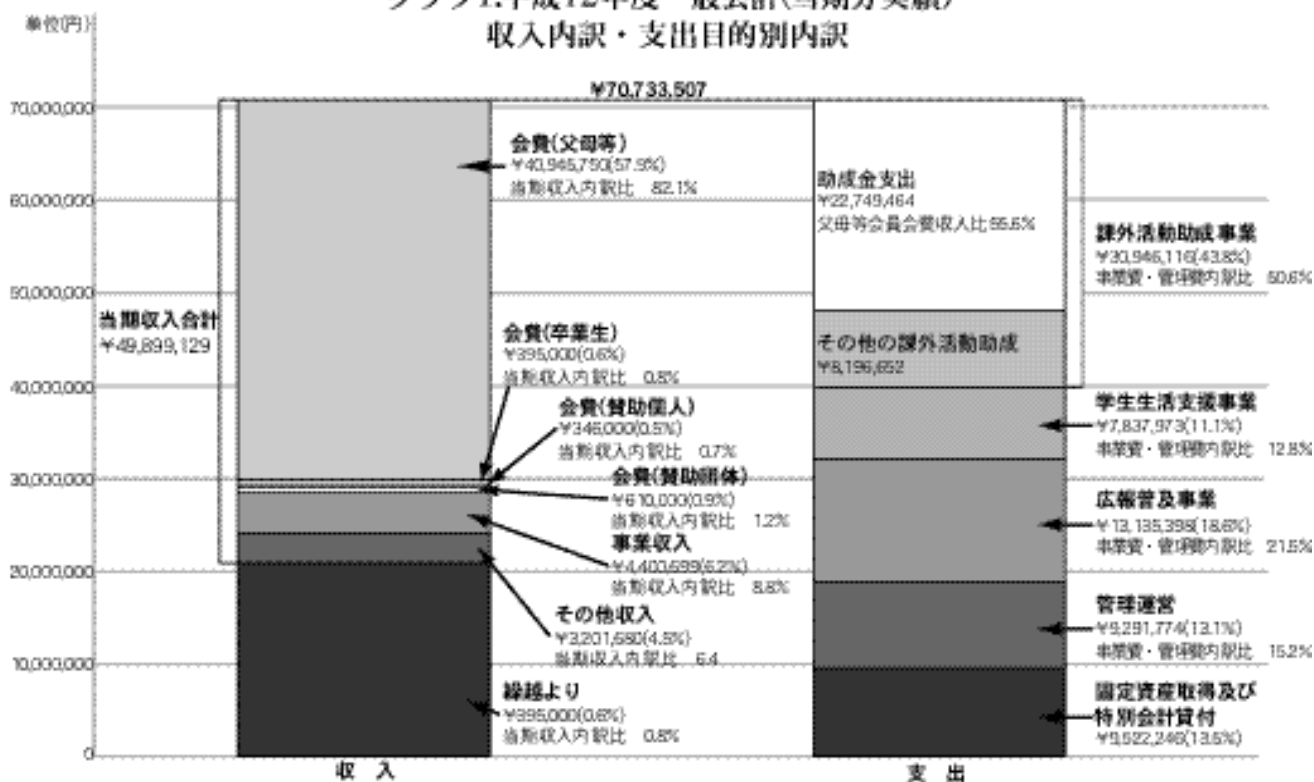 グラフ1.平成12年度一般会計(当期分実績)
収入内訳・支出目的別内訳
単位(円)
¥70,733,507
70,000,000
60,000,000
50,000,000
40,000,000
30,000,000
20,000,000
10,000,000
0
当期収入合計
¥49,899,129
会費(父母等)
¥40,945,750(57.9%)
当期収入内訳比 82.1%
会費(卒業生)
¥395,000(0.6%)
当期収入内訳比 0.8%
会費(賛助個人)
¥346,000(0.5%)
当期収入内訳比 0.7%
会費(賛助団体)
¥610,000(0.9%)
当期収入内訳比 1.2%
事業収入
¥4,400,699(6.2%)
当期収入内訳比 8.8%
その他収入
¥3,201,680(4.5%)
当期収入内訳比 6.4
繰越より
¥395,000(0.6%)
当期収入内訳比 0.8%
収 入
助成金支出
¥22,749,464
父母等会員会費収入比55.6%
その他の課外活動助成
¥8,196,652
課外活動助成事業
¥30,946,116(43.8%)
事業費・管理費内訳比 50.6%
学生生活支援事業
¥7,837,973(11.1%)
事業費・管理費内訳比 12.8%
広報普及事業
¥13,135,398(18.6%)
事業費・管理費内訳比 21.5%
管理運営
¥9,291,774(13.1%)
事業費・管理費内訳比 15.2%
固定資産取得及び
特別会計貸付
¥9,522,246(13.5%)
支 出